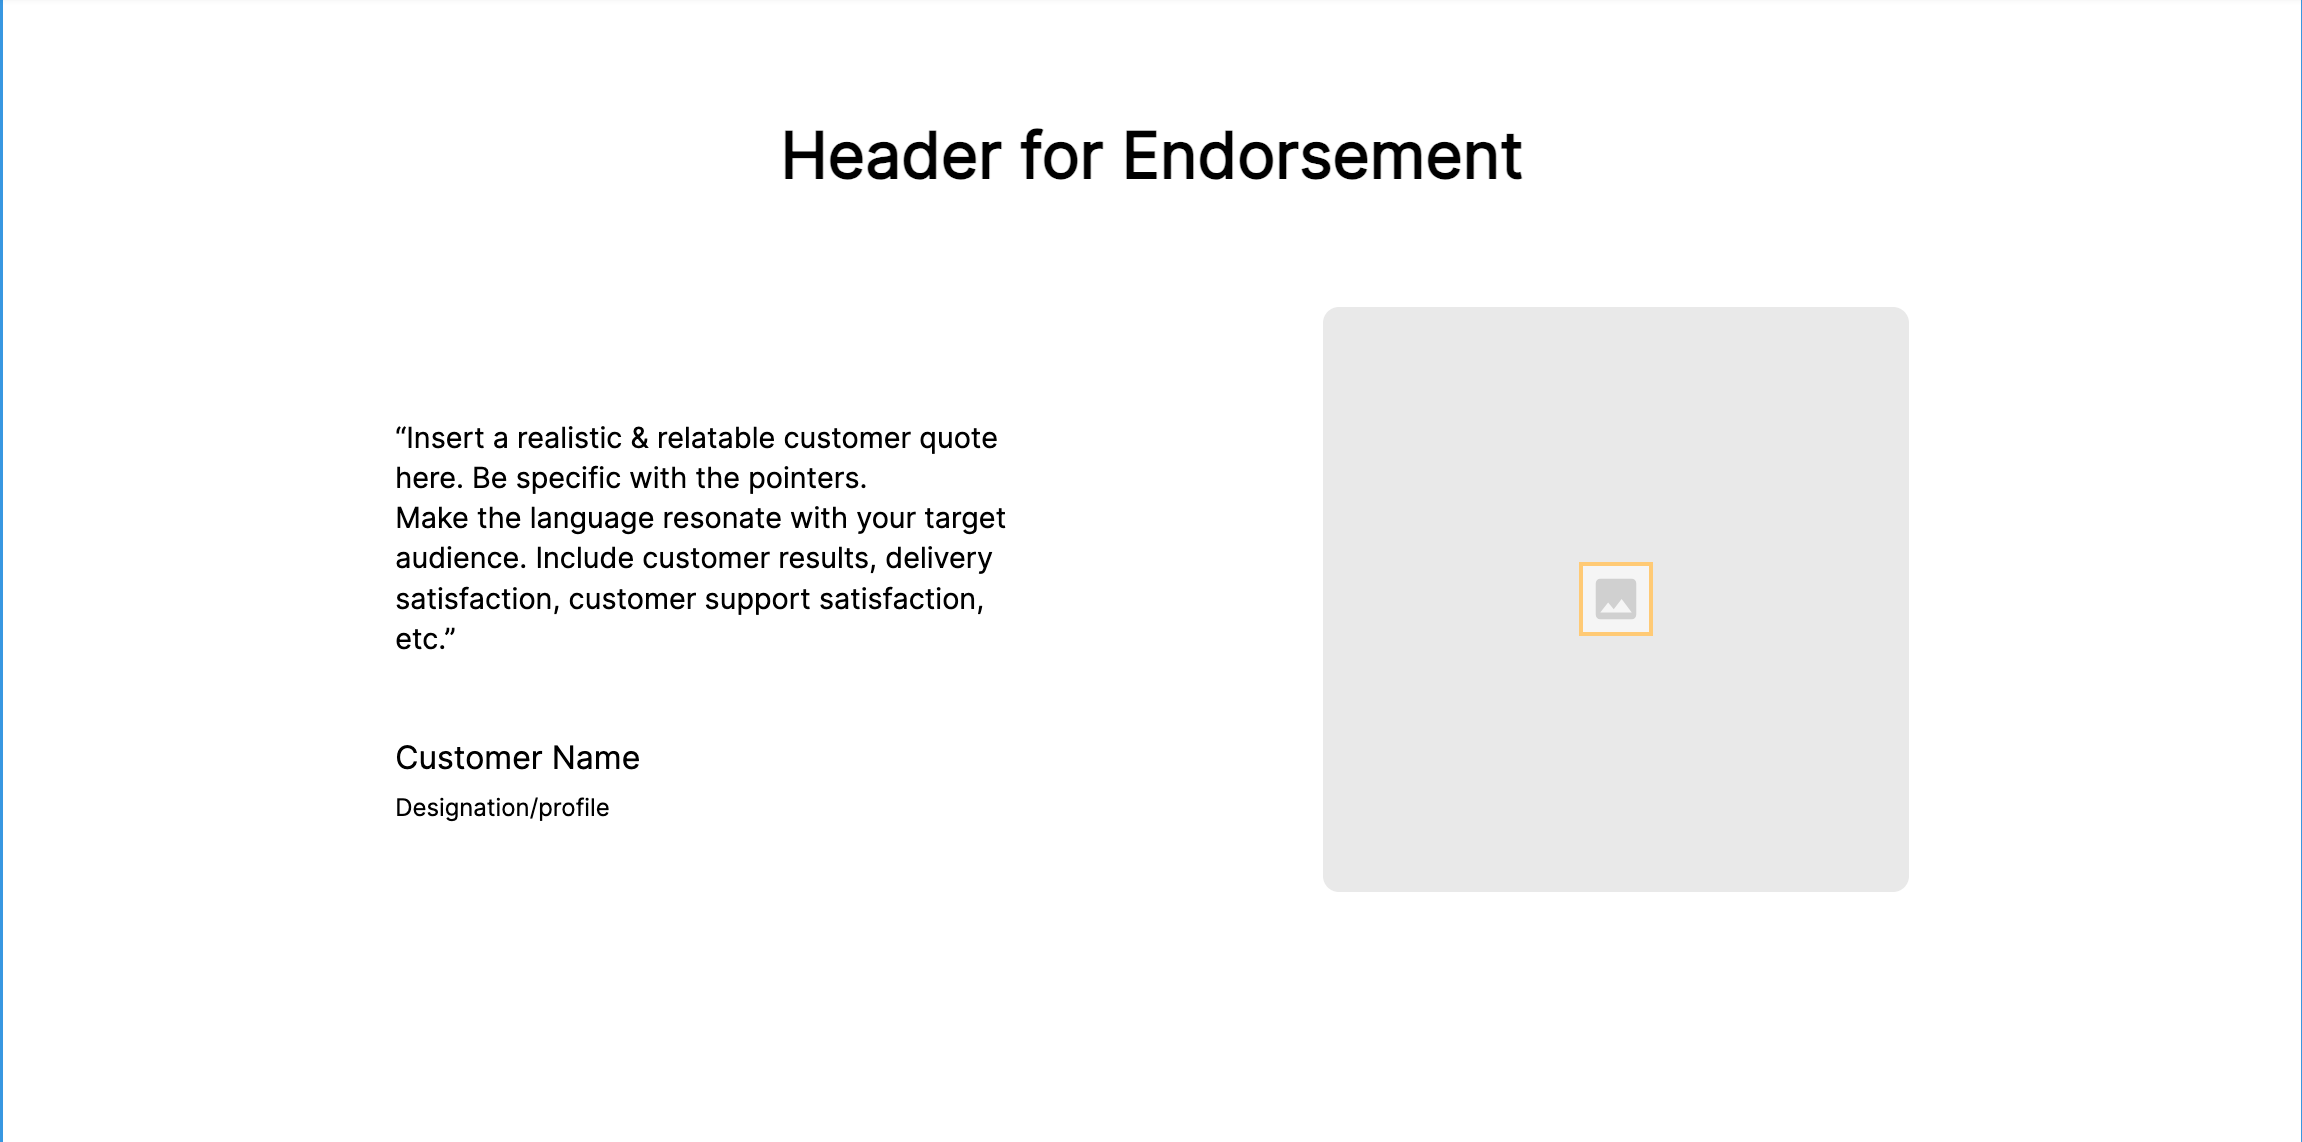 Header for Endorsement
“Insert a realistic & relatable customer quote
here. Be specific with the pointers.
Make the language resonate with your target
audience. Include customer results, delivery
satisfaction, customer support satisfaction,
etc.”
Customer Name
Designation/profile